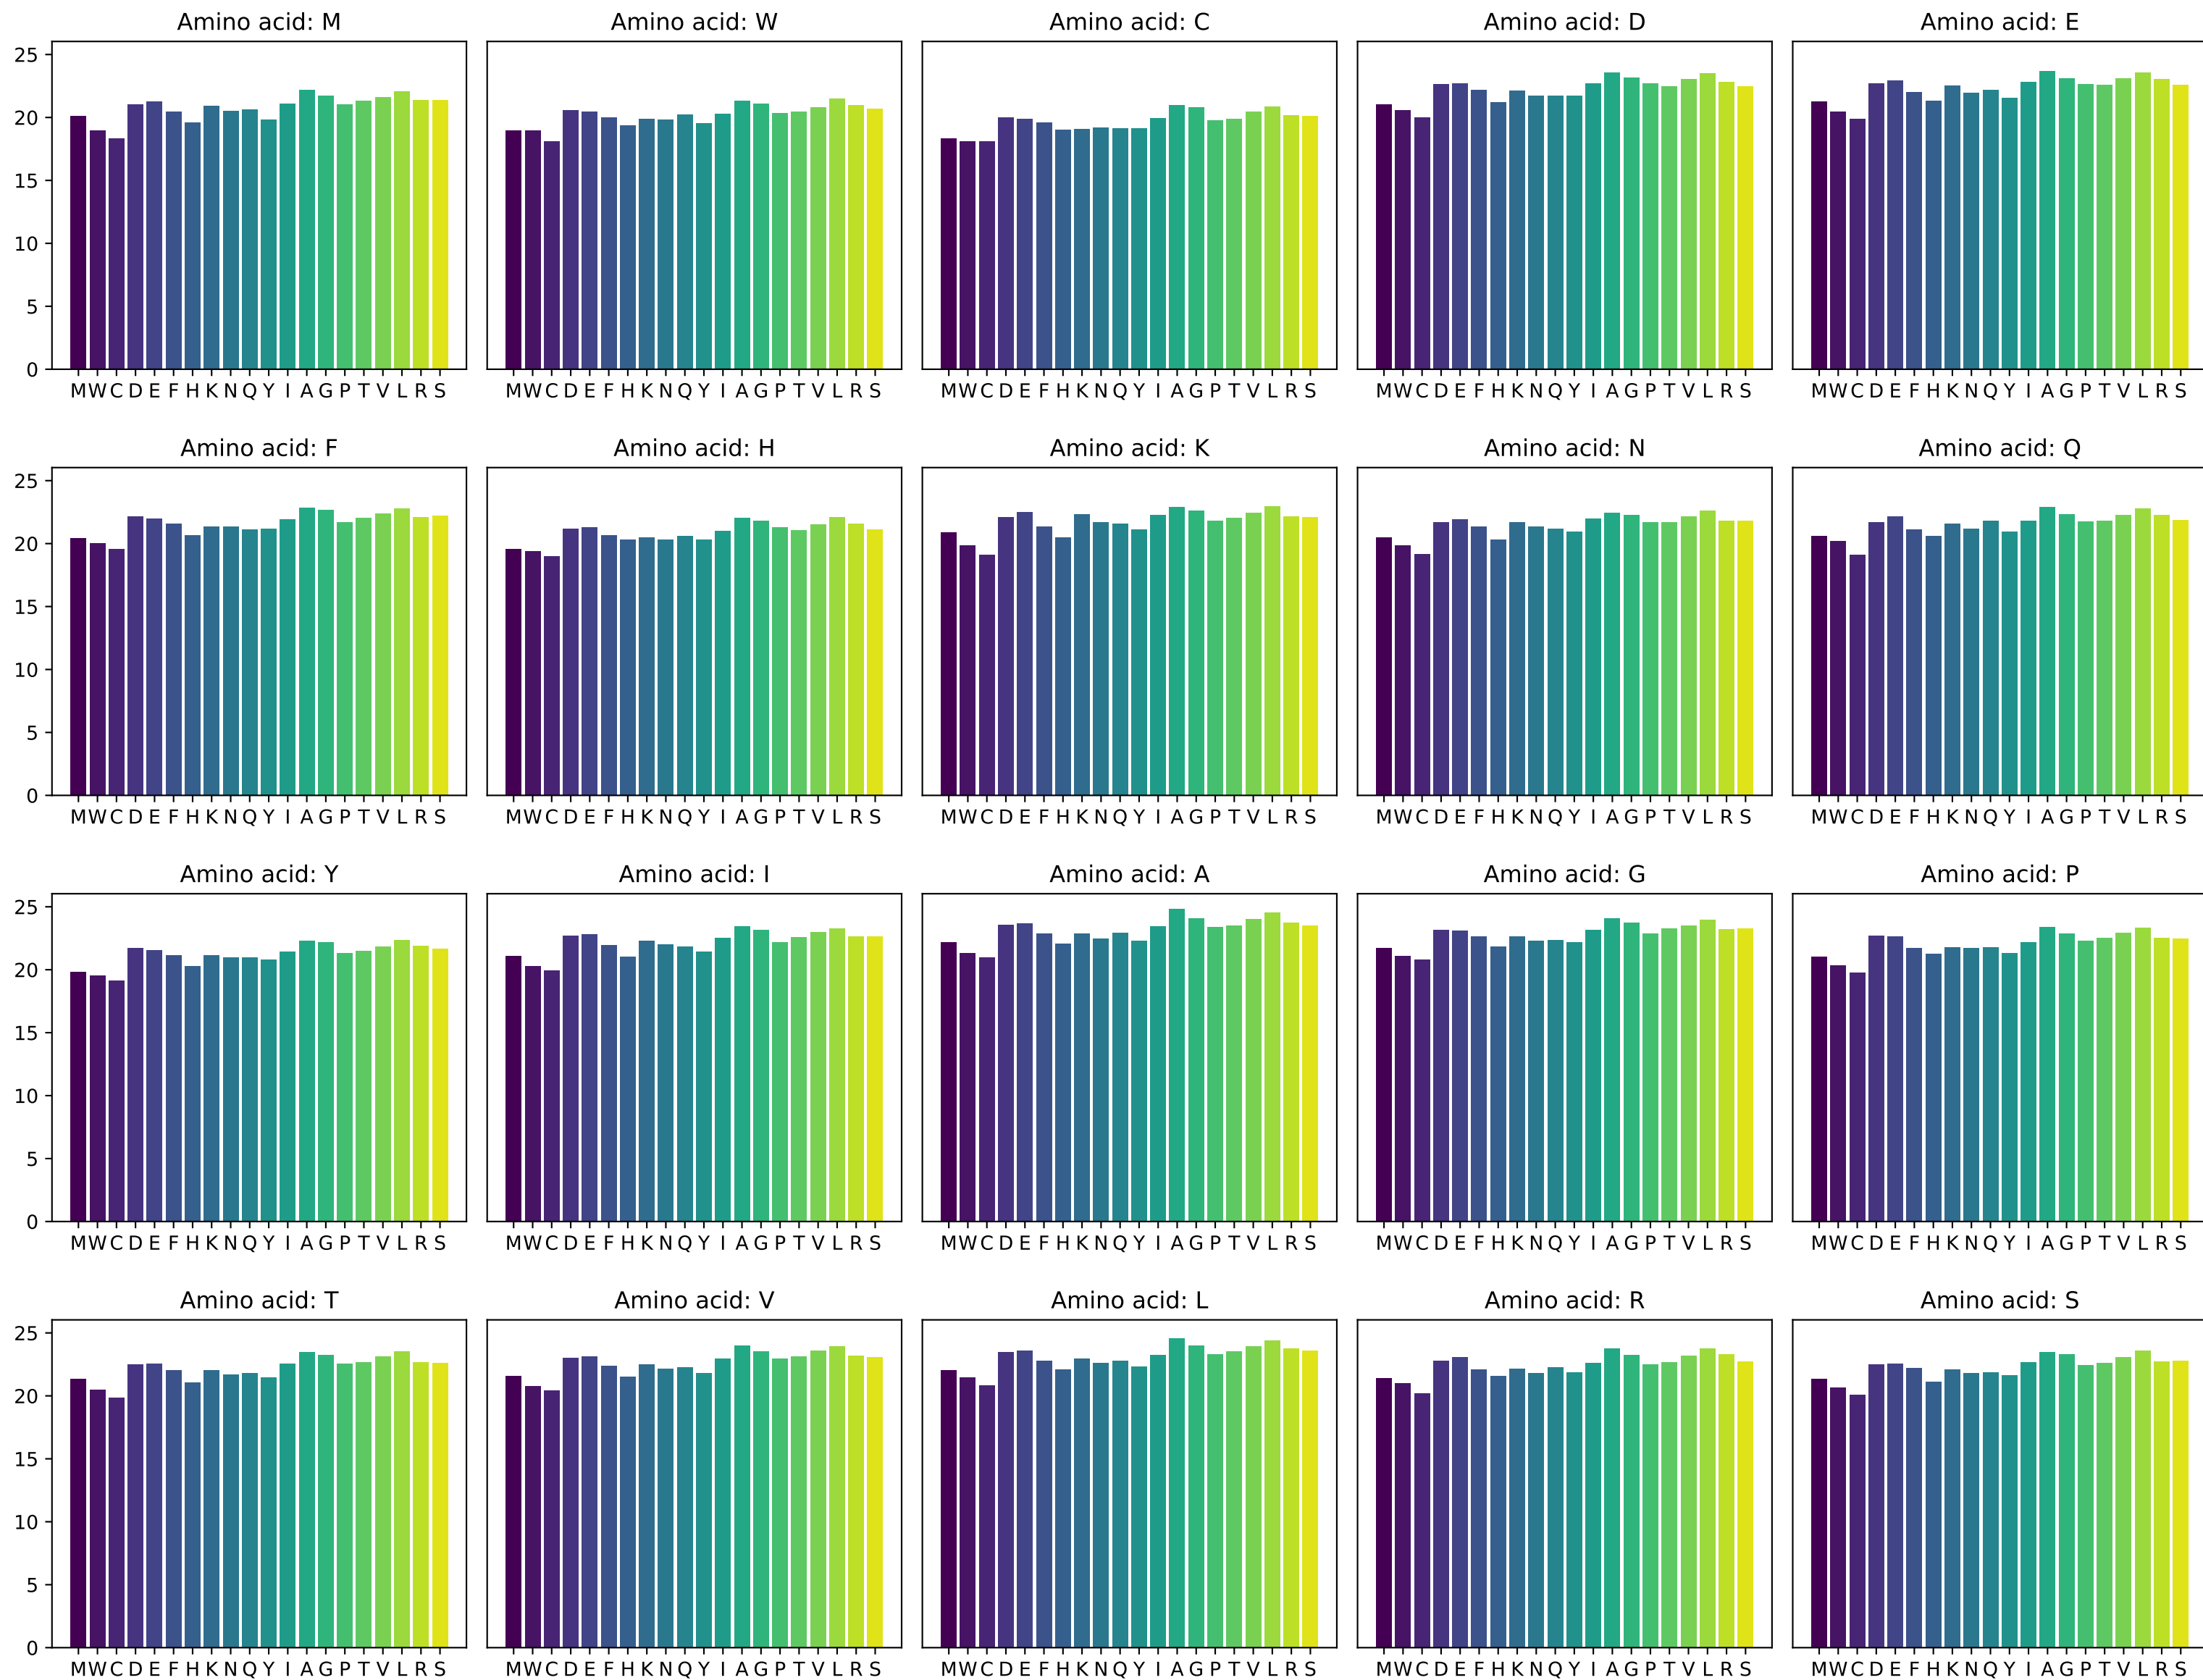 Amino acid: M
Amino acid: W
Amino acid: C
Amino acid: D
Amino acid: E
25
20
15
10
5
0
M W C D E F H K N Q Y I A G P T V L R S
M W C D E F H K N Q Y I A G P T V L R S
M W C D E F H K N Q Y I A G P T V L R S
M W C D E F H K N Q Y I A G P T V L R S
M W C D E F H K N Q Y I A G P T V L R S
Amino acid: F
Amino acid: H
Amino acid: K
Amino acid: N
Amino acid: Q
25
20
15
10
5
0
M W C D E F H K N Q Y I A G P T V L R S
M W C D E F H K N Q Y I A G P T V L R S
M W C D E F H K N Q Y I A G P T V L R S
M W C D E F H K N Q Y I A G P T V L R S
M W C D E F H K N Q Y I A G P T V L R S
Amino acid: Y
Amino acid: I
Amino acid: A
Amino acid: G
Amino acid: P
25
20
15
10
5
0
M W C D E F H K N Q Y I A G P T V L R S
M W C D E F H K N Q Y I A G P T V L R S
M W C D E F H K N Q Y I A G P T V L R S
M W C D E F H K N Q Y I A G P T V L R S
M W C D E F H K N Q Y I A G P T V L R S
Amino acid: T
Amino acid: V
Amino acid: L
Amino acid: R
Amino acid: S
25
20
15
10
5
0
M W C D E F H K N Q Y I A G P T V L R S
M W C D E F H K N Q Y I A G P T V L R S
M W C D E F H K N Q Y I A G P T V L R S
M W C D E F H K N Q Y I A G P T V L R S
M W C D E F H K N Q Y I A G P T V L R S